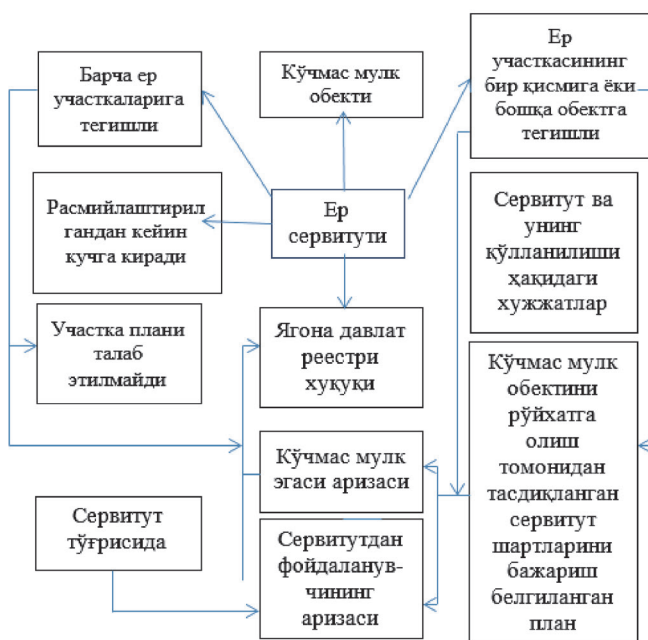 Барча ер
участкаларига
тегишли
Кўчмас мулк
обекти
Ер
участкасининг
бир қисмига ёки
бошқа обектга
тегишли
Расмийлаштирил
гандан кейин
кучга киради
Ер
сервитути
Сервитут ва
унинг
қўлланилиши
ҳақидаги
хужжатлар
Участка плани
талаб
этилмайди
Ягона давлат
реестри
хуқуқи
Кўчмас мулк
обектини
рўйхатга
олиш
томонидан
тасдиқланган
сервитут
шартларини
бажариш
белгиланган
план
Кўчмас мулк
эгаси аризаси
Сервитут
тўғрисида
Сервитутдан
фойдаланув-
чининг
аризаси